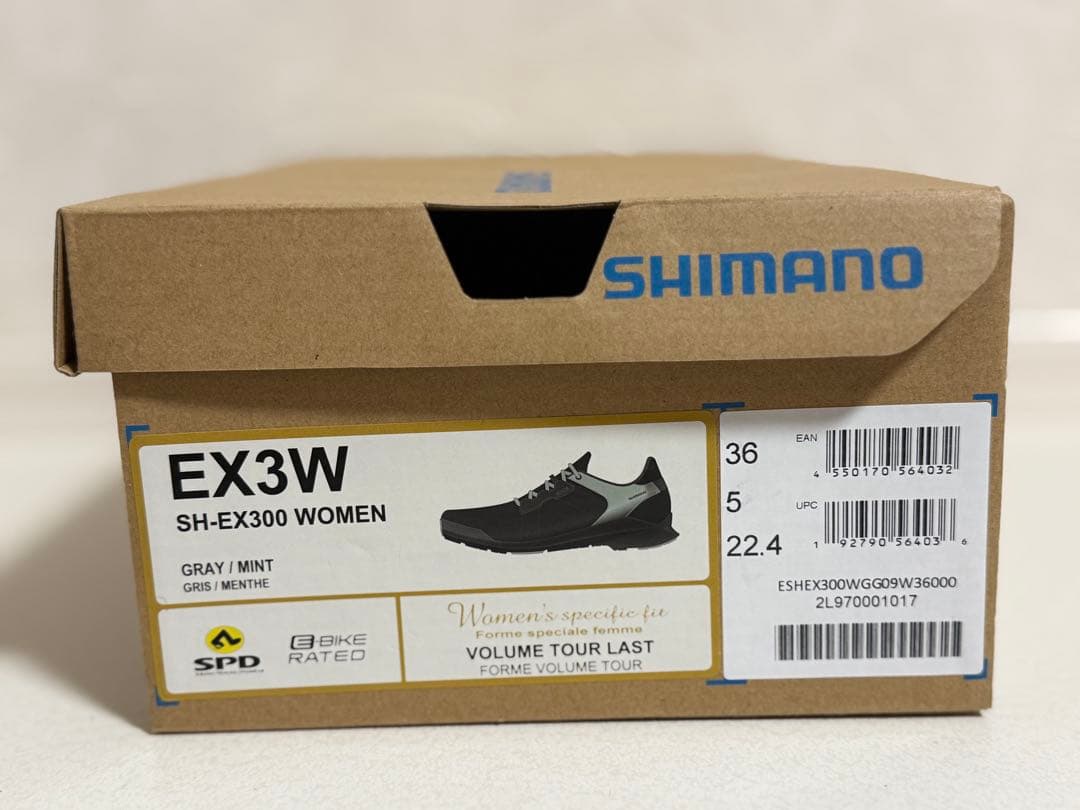 SHIMANO
SHIMANO
EX3W
SH-EX300 WOMEN
GRAY / MINT
GRIS / MENTHE
SPD
E-BIKE
RATED
Women's specific fit
Forme speciale femme
VOLUME TOUR LAST
FORME VOLUME TOUR
36
5
22.4
EAN
4 550170 564032
UPC
1 92790 56403 6
ESHEX300WGG09W36000
2L970001017